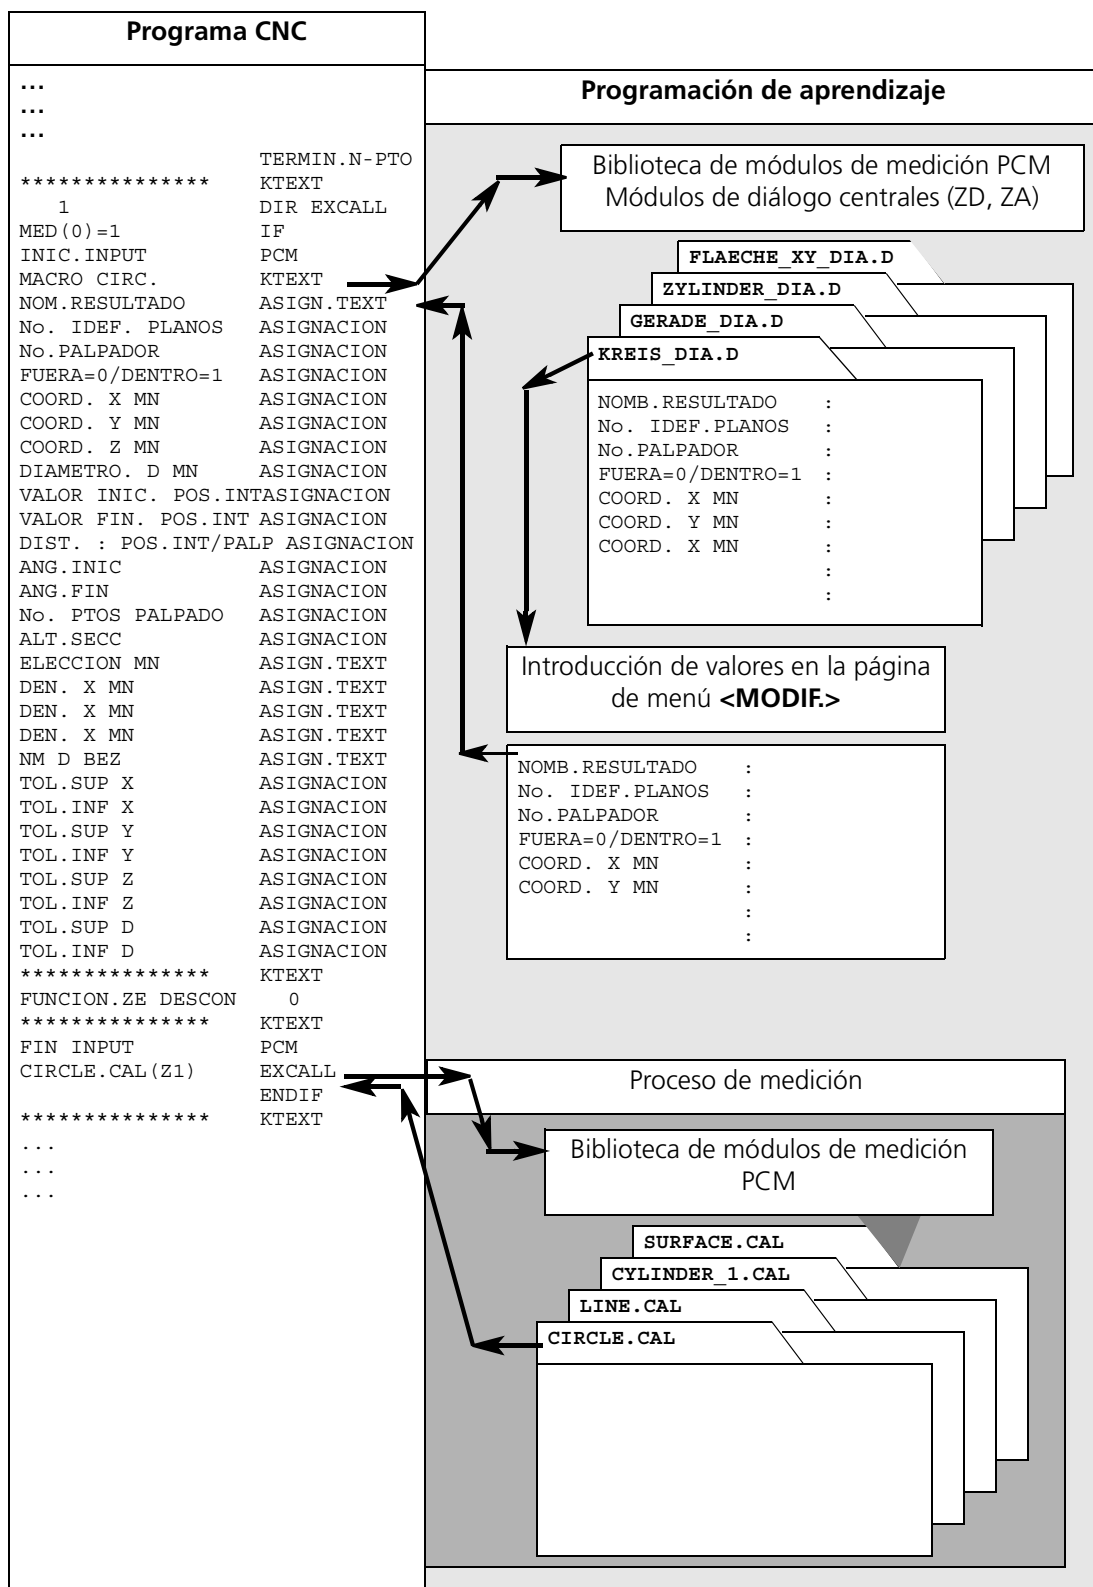 Programa CNC
...
...
...
TERMIN.N-PTO
*************** KTEXT
1 DIR EXCALL
MED(0)=1 IF
INIC.INPUT PCM
MACRO CIRC. KTEXT
NOM.RESULTADO ASIGN.TEXT
No. IDEF. PLANOS ASIGNACION
No.PALPADOR ASIGNACION
FUERA=0/DENTRO=1 ASIGNACION
COORD. X MN ASIGNACION
COORD. Y MN ASIGNACION
COORD. Z MN ASIGNACION
DIAMETRO. D MN ASIGNACION
VALOR INIC. POS.INTASIGNACION
VALOR FIN. POS.INT ASIGNACION
DIST. : POS.INT/PALP ASIGNACION
ANG.INIC ASIGNACION
ANG.FIN ASIGNACION
No. PTOS PALPADO ASIGNACION
ALT.SECC ASIGNACION
ELECCION MN ASIGN.TEXT
DEN. X MN ASIGN.TEXT
DEN. X MN ASIGN.TEXT
DEN. X MN ASIGN.TEXT
NM D BEZ ASIGN.TEXT
TOL.SUP X ASIGNACION
TOL.INF X ASIGNACION
TOL.SUP Y ASIGNACION
TOL.INF Y ASIGNACION
TOL.SUP Z ASIGNACION
TOL.INF Z ASIGNACION
TOL.SUP D ASIGNACION
TOL.INF D ASIGNACION
*************** KTEXT
FUNCION.ZE DESCON 0
*************** KTEXT
FIN INPUT PCM
CIRCLE.CAL(Z1) EXCALL
ENDIF
*************** KTEXT
...
...
...
Programación de aprendizaje
Biblioteca de módulos de medición PCM
Módulos de diálogo centrales (ZD, ZA)
FLAECHE_XY_DIA.D
ZYLINDER_DIA.D
GERADE_DIA.D
KREIS_DIA.D
NOMB.RESULTADO :
No. IDEF.PLANOS :
No.PALPADOR :
FUERA=0/DENTRO=1 :
COORD. X MN :
COORD. Y MN :
COORD. X MN :
:
:
Introducción de valores en la página
de menú <MODIF.>
NOMB.RESULTADO :
No. IDEF.PLANOS :
No.PALPADOR :
FUERA=0/DENTRO=1 :
COORD. X MN :
COORD. Y MN :
:
:
Proceso de medición
Biblioteca de módulos de medición
PCM
SURFACE.CAL
CYLINDER_1.CAL
LINE.CAL
CIRCLE.CAL